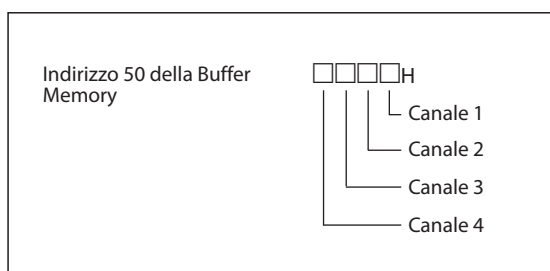 Indirizzo 50 della Buffer
Memory
□□□□H
Canale 1
Canale 2
Canale 3
Canale 4